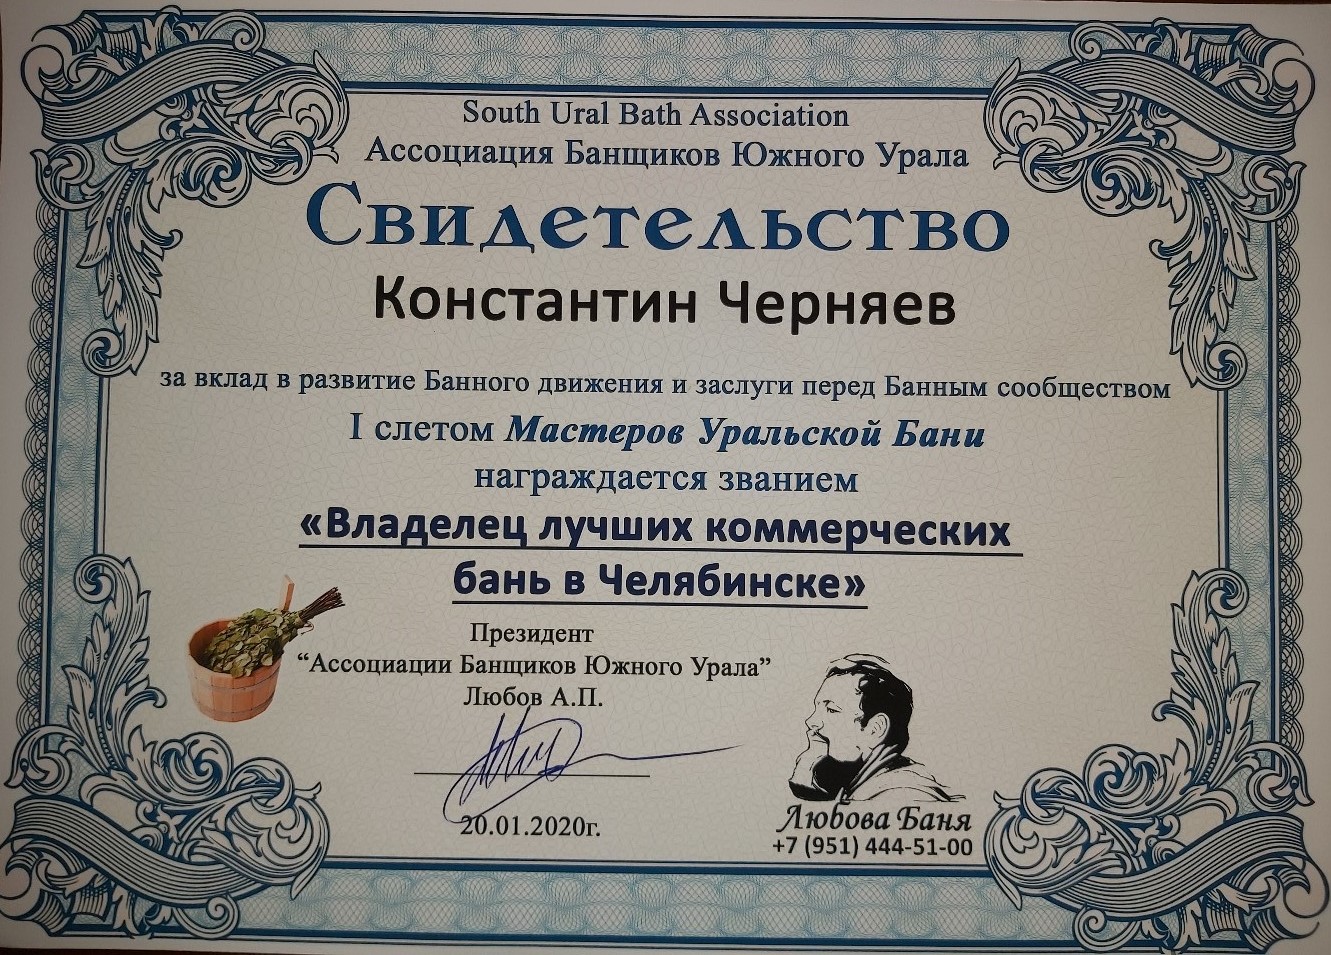 South Ural Bath Association
Ассоциация Банщиков Южного Урала
Свидетельство
Константин Черняев
за вклад в развитие Банного движения и заслуги перед Банным сообществом
I слетом Мастеров Уральской Бани
награждается званием
«Владелец лучших коммерческих
бань в Челябинске»
Президент
“Ассоциации Банщиков Южного Урала”
Любов А.П.
20.01.2020г.
Любова Баня
+7 (951) 444-51-00